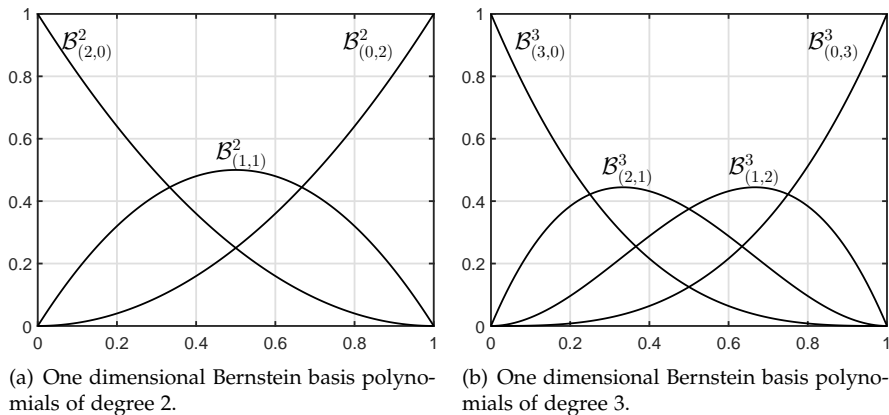 1
0.8
0.6
0.4
0.2
0
0 0.2 0.4 0.6 0.8 1
B²₍₂,₀₎
B²₍₀,₂₎
B²₍₁,₁₎
(a) One dimensional Bernstein basis polyno-
mials of degree 2.
1
0.8
0.6
0.4
0.2
0
0 0.2 0.4 0.6 0.8 1
B³₍₃,₀₎
B³₍₀,₃₎
B³₍₂,₁₎
B³₍₁,₂₎
(b) One dimensional Bernstein basis polyno-
mials of degree 3.